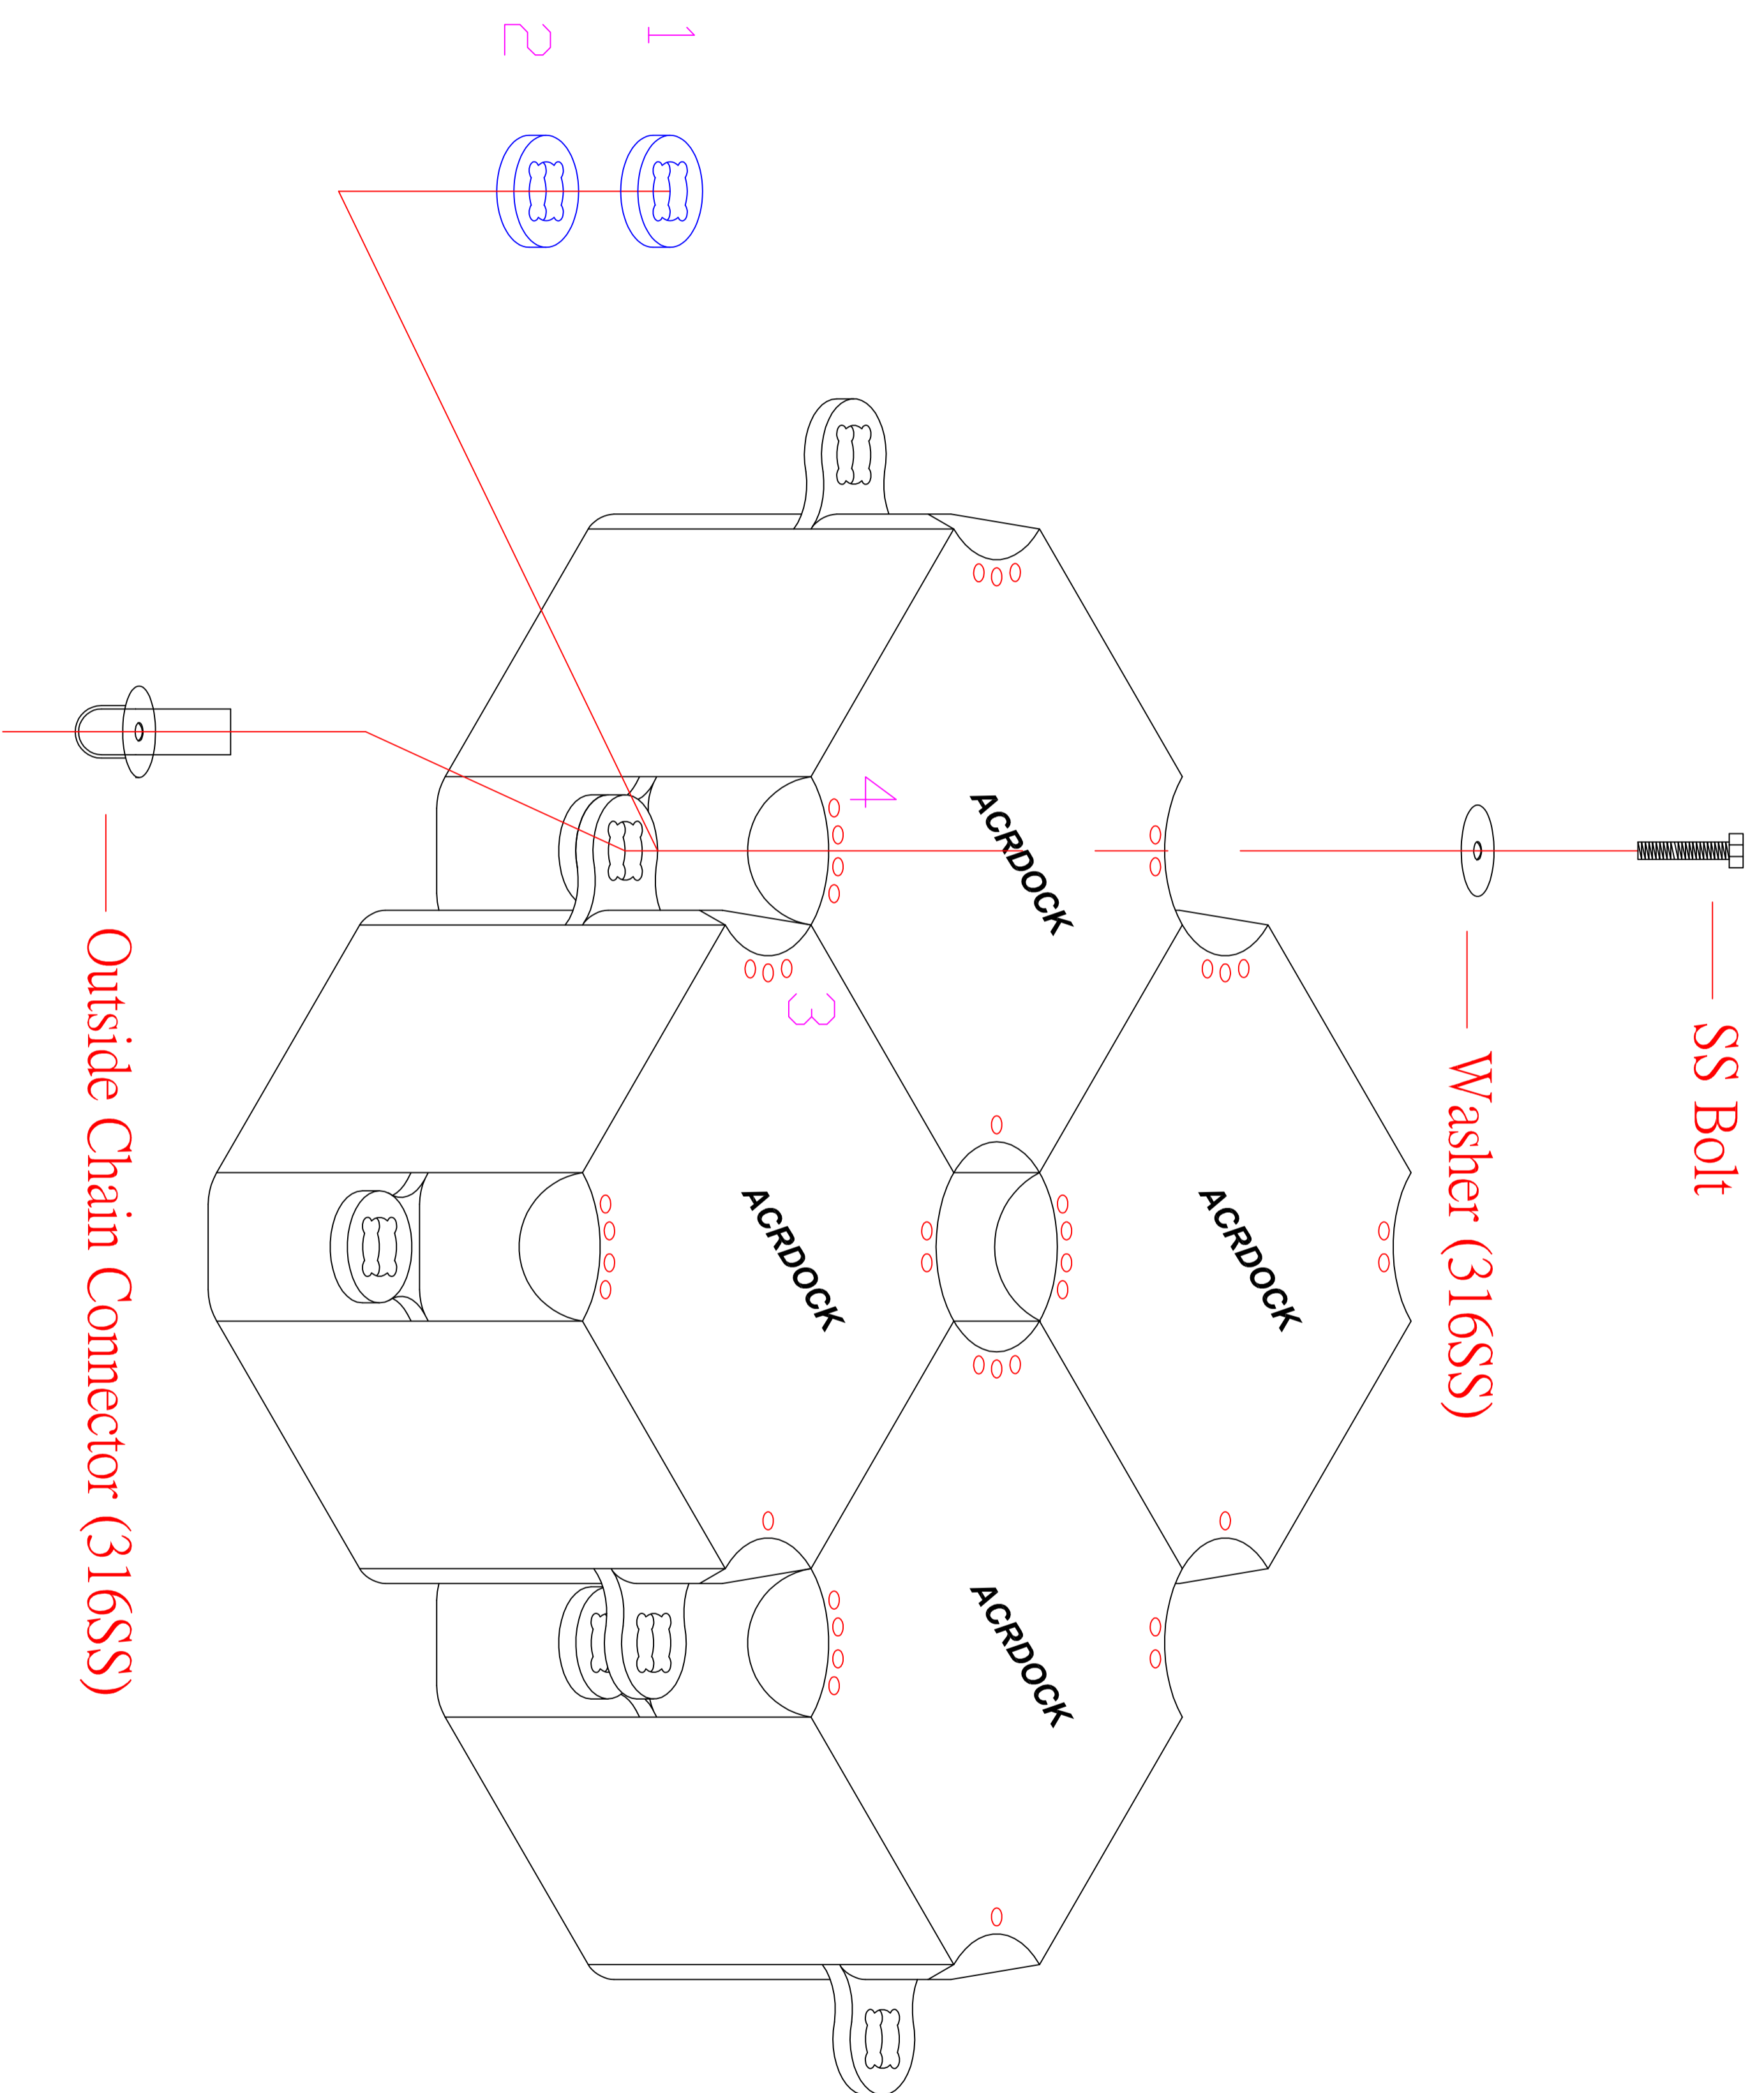 SS Bolt
Washer (316SS)
1
2
4
3
ACRDOCK
ACRDOCK
ACRDOCK
ACRDOCK
Outside Chain Connector (316SS)